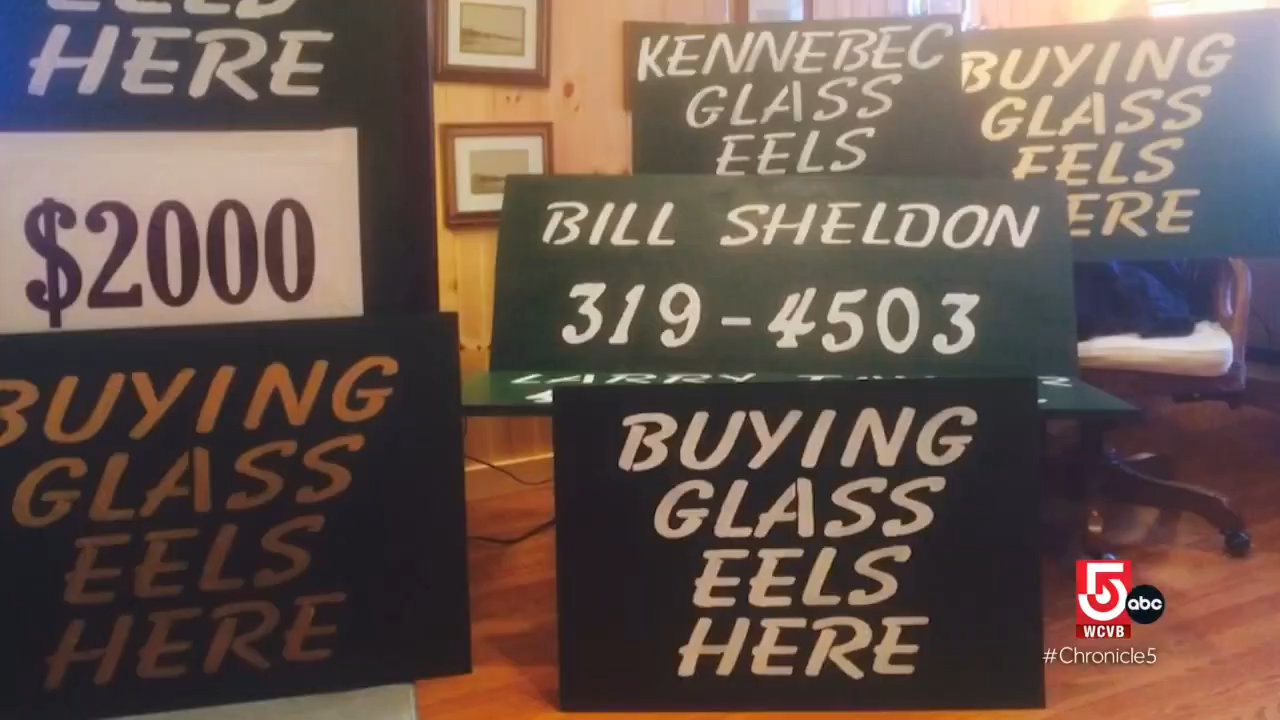 HERE
$2000
BUYING
GLASS
EELS
HERE
KENNEBEC
GLASS
EELS
BUYING
GLASS
EELS
ERE
BILL SHELDON
319-4503
LARRY
BUYING
GLASS
EELS
HERE
5 abc
WCVB
#Chronicle5